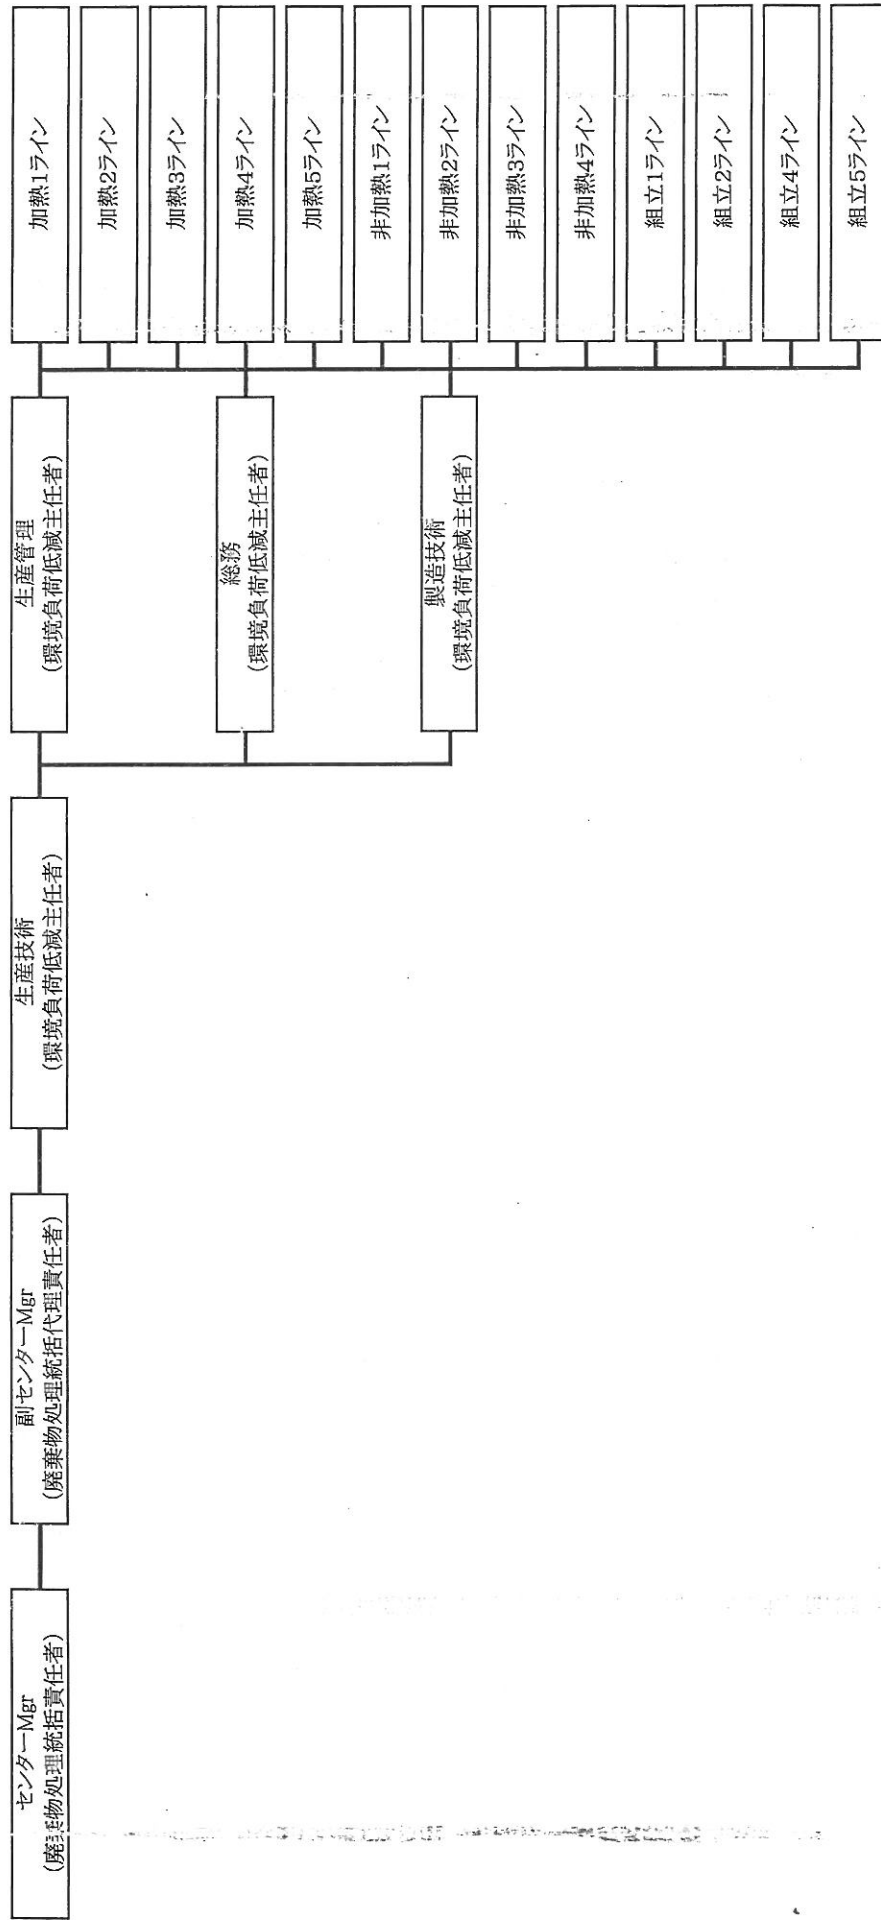 センターMgr
(廃棄物処理統括責任者)
副センターMgr
(廃棄物処理統括代理責任者)
生産技術
(環境負荷低減主任者)
生産管理
(環境負荷低減主任者)
総務
(環境負荷低減主任者)
製造技術
(環境負荷低減主任者)
加熱1ライン
加熱2ライン
加熱3ライン
加熱4ライン
加熱5ライン
非加熱1ライン
非加熱2ライン
非加熱3ライン
非加熱4ライン
組立1ライン
組立2ライン
組立4ライン
組立5ライン